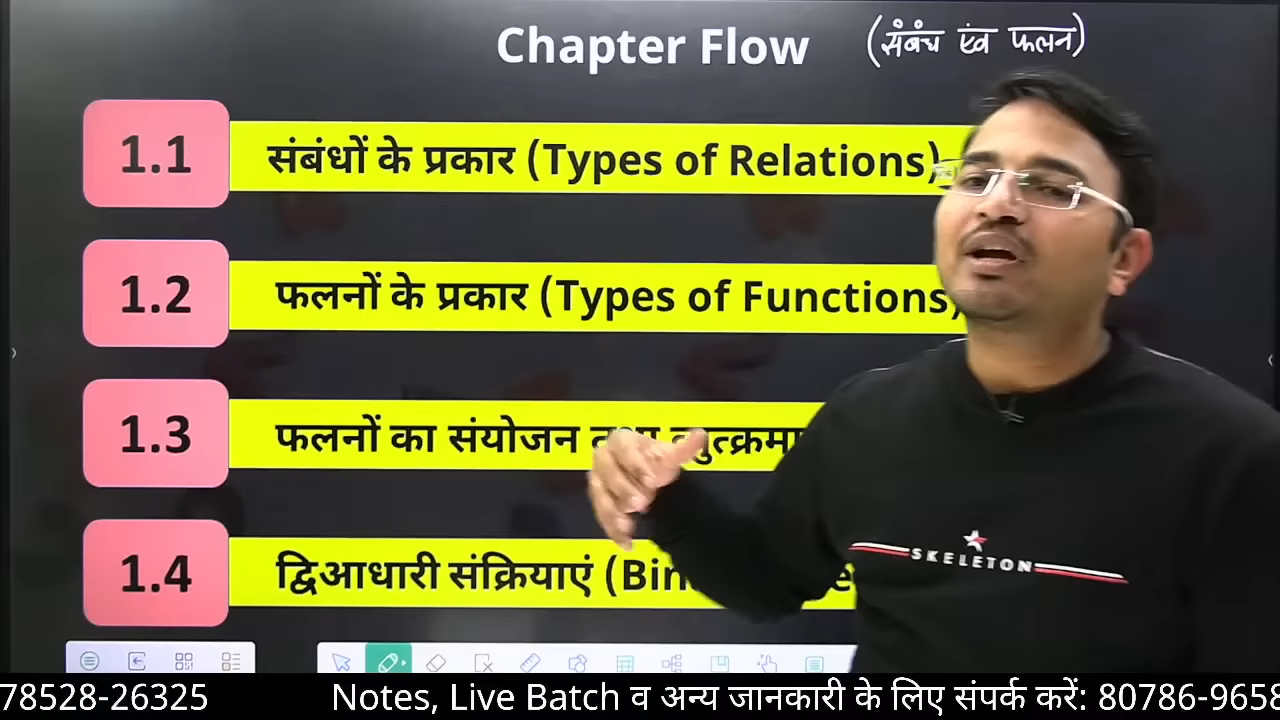 Chapter Flow (संबंध एवं फलन)
1.1 संबंधों के प्रकार (Types of Relations)
1.2 फलनों के प्रकार (Types of Functions)
1.3 फलनों का संयोजन
1.4 द्विआधारी संक्रियाएं (Bin
SKELETON
78528-26325 Notes, Live Batch व अन्य जानकारी के लिए संपर्क करें: 80786-9658